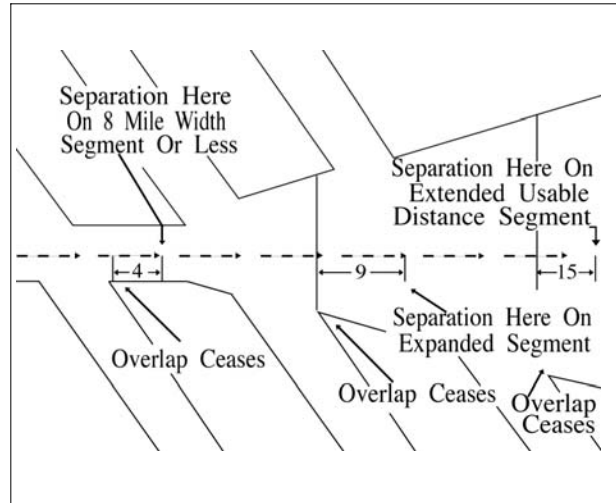 Separation Here
On 8 Mile Width
Segment Or Less
Separation Here On
Extended Usable
Distance Segment
4
9
15
Overlap Ceases
Separation Here On
Expanded Segment
Overlap Ceases
Overlap
Ceases